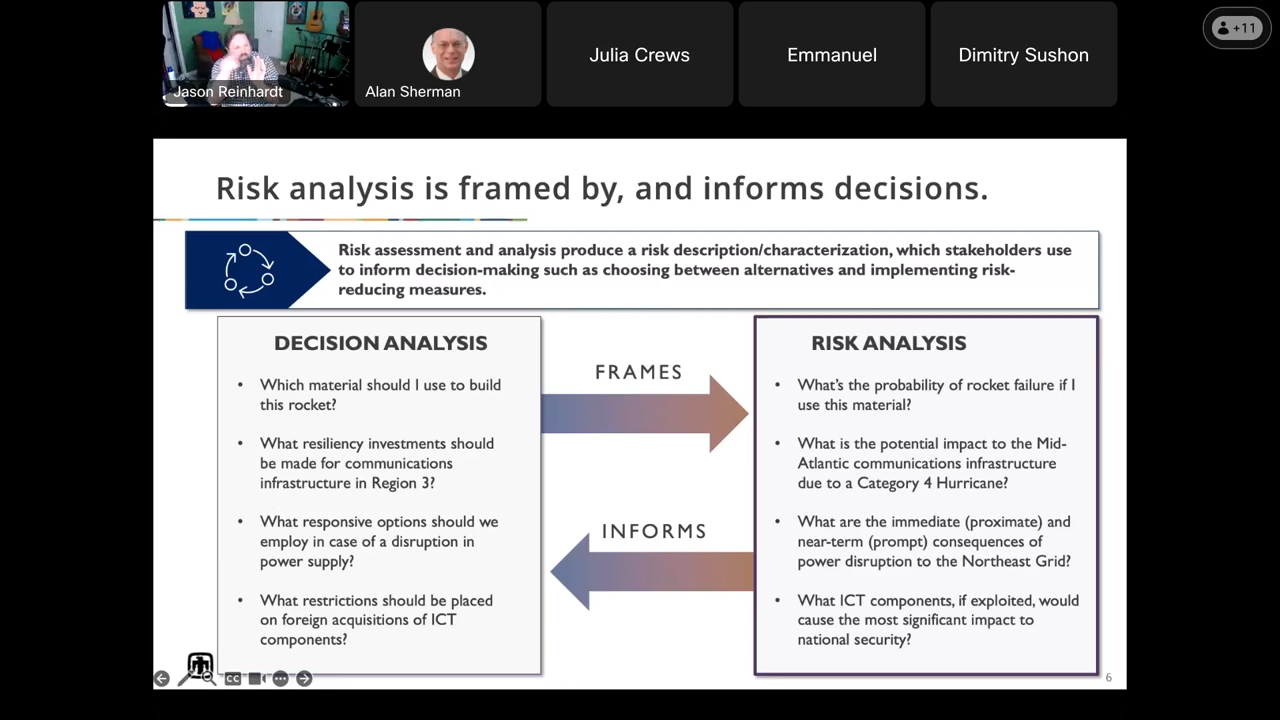 Jason Reinhardt
Alan Sherman
Julia Crews
Emmanuel
Dimitry Sushon
+11
Risk analysis is framed by, and informs decisions.
Risk assessment and analysis produce a risk description/characterization, which stakeholders use
to inform decision-making such as choosing between alternatives and implementing risk-
reducing measures.
DECISION ANALYSIS
• Which material should I use to build
this rocket?
• What resiliency investments should
be made for communications
infrastructure in Region 3?
• What responsive options should we
employ in case of a disruption in
power supply?
• What restrictions should be placed
on foreign acquisitions of ICT
components?
FRAMES
INFORMS
RISK ANALYSIS
• What's the probability of rocket failure if I
use this material?
• What is the potential impact to the Mid-
Atlantic communications infrastructure
due to a Category 4 Hurricane?
• What are the immediate (proximate) and
near-term (prompt) consequences of
power disruption to the Northeast Grid?
• What ICT components, if exploited, would
cause the most significant impact to
national security?
CC
6